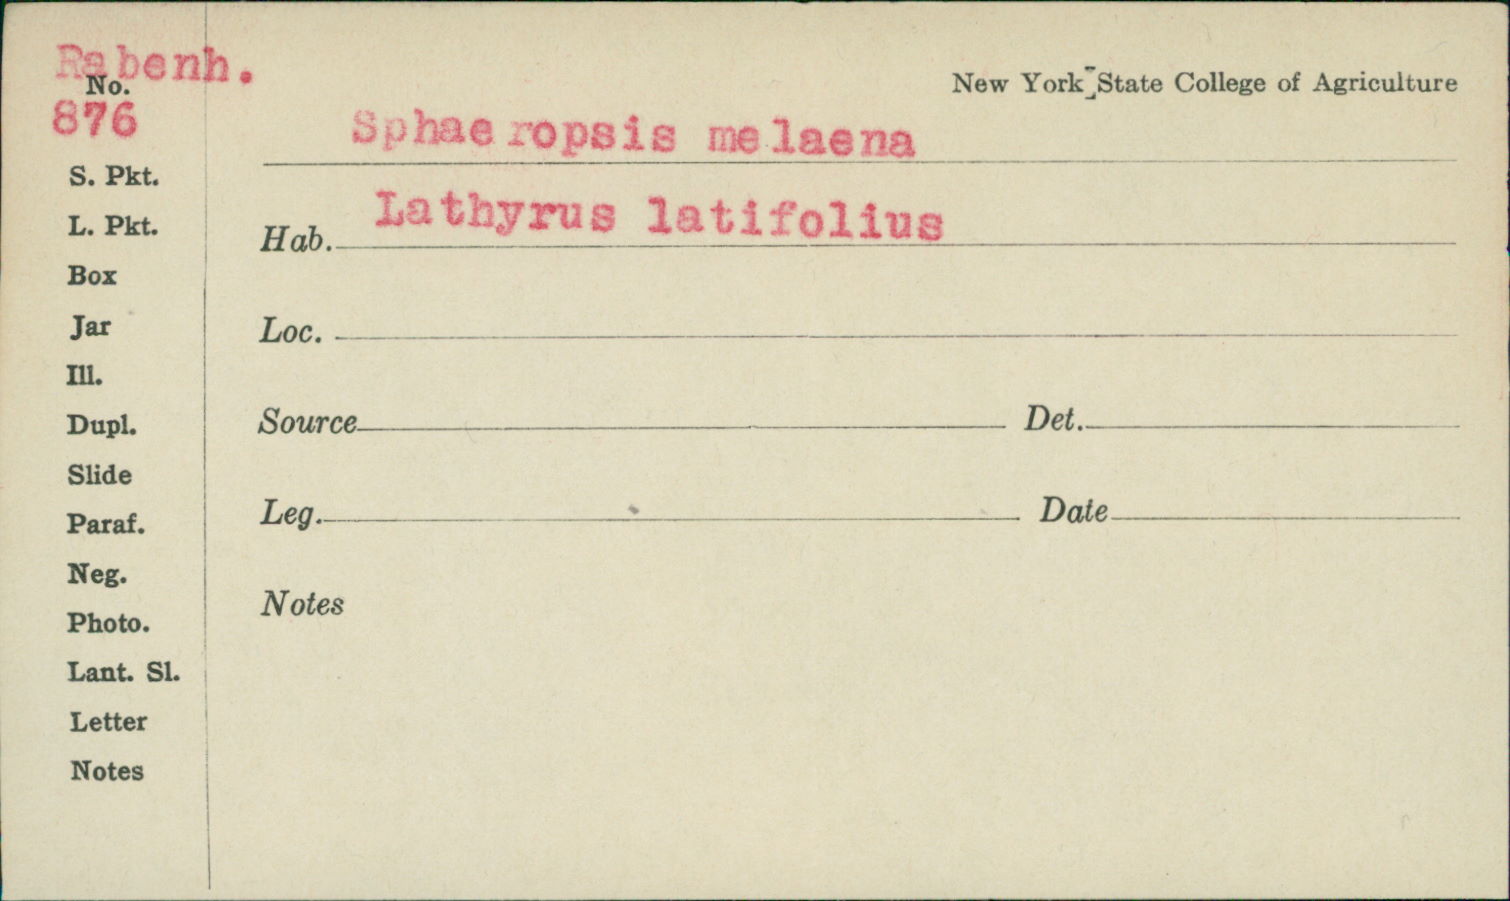 Rabenh.
No.
876
New York State College of Agriculture
Sphaeropsis melaena
S. Pkt.
L. Pkt.
Hab. Lathyrus latifolius
Box
Jar
Loc.
Ill.
Dupl.
Source Det.
Slide
Paraf.
Leg. Date
Neg.
Notes
Photo.
Lant. Sl.
Letter
Notes